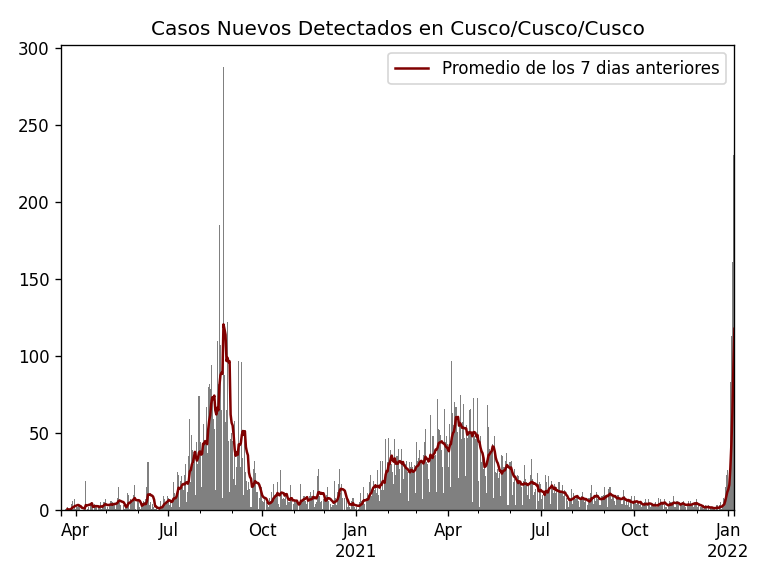 Casos Nuevos Detectados en Cusco/Cusco/Cusco
Promedio de los 7 dias anteriores
300
250
200
150
100
50
0
Apr Jul Oct Jan Apr Jul Oct Jan
2021 2022